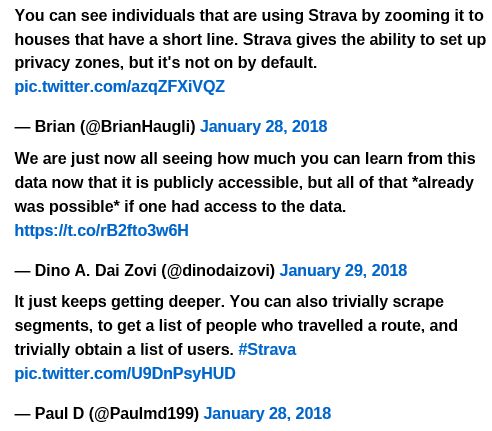 You can see individuals that are using Strava by zooming it to
houses that have a short line. Strava gives the ability to set up
privacy zones, but it's not on by default.
pic.twitter.com/azqZFXiVQZ
— Brian (@BrianHaugli) January 28, 2018
We are just now all seeing how much you can learn from this
data now that it is publicly accessible, but all of that *already
was possible* if one had access to the data.
https://t.co/rB2fto3w6H
— Dino A. Dai Zovi (@dinodaizovi) January 29, 2018
It just keeps getting deeper. You can also trivially scrape
segments, to get a list of people who travelled a route, and
trivially obtain a list of users. #Strava
pic.twitter.com/U9DnPsyHUD
— Paul D (@Paulmd199) January 28, 2018